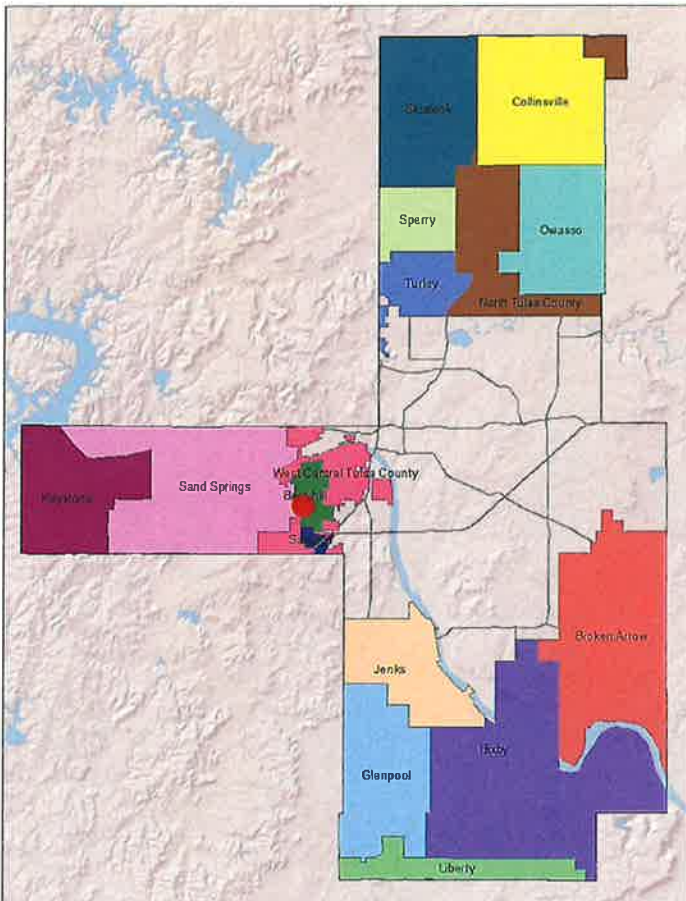 Skiatook
Collinsville
Sperry
Owasso
Turley
North Tulsa County
West Central Tulsa County
Sand Springs
Keystone
Broken Arrow
Jenks
Bixby
Glenpool
Liberty